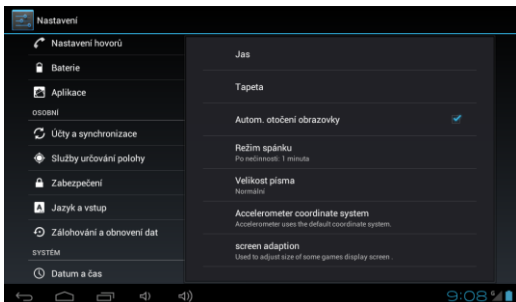 Nastavení
Nastavení hovorů
Baterie
Aplikace
OSOBNÍ
Účty a synchronizace
Služby určování polohy
Zabezpečení
Jazyk a vstup
Zálohování a obnovení dat
SYSTÉM
Datum a čas
Jas
Tapeta
Autom. otočení obrazovky
Režim spánku
Po nečinnosti: 1 minuta
Velikost písma
Normální
Accelerometer coordinate system
Accelerometer uses the default coordinate system.
screen adaption
Used to adjust size of some games display screen .
9:08